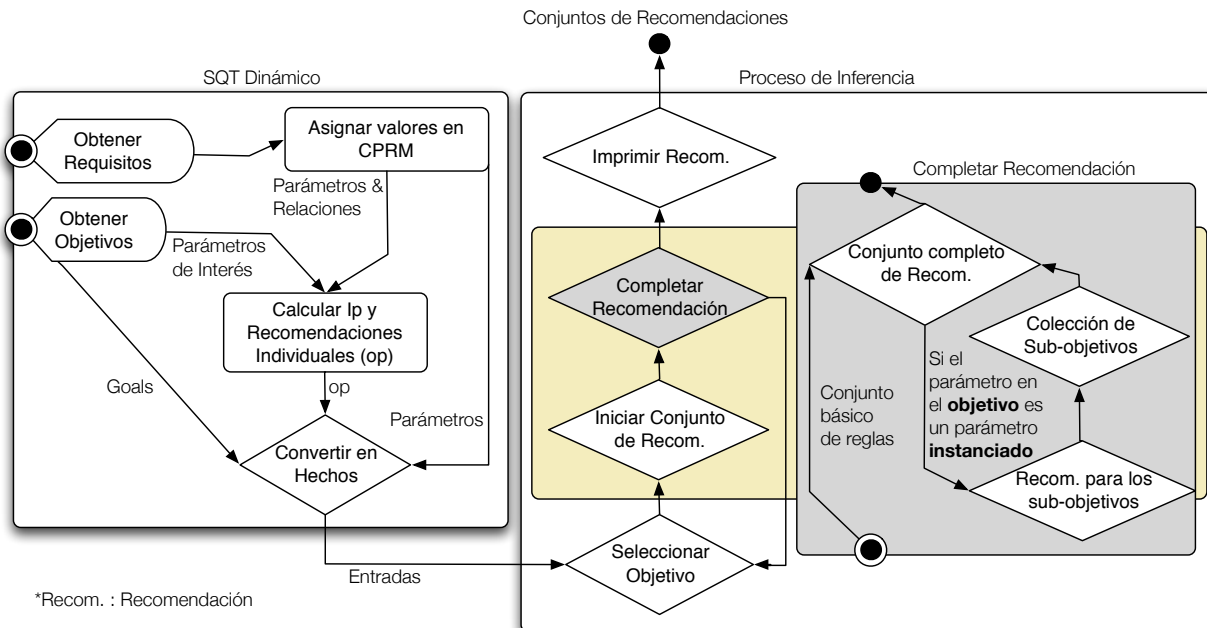 Conjuntos de Recomendaciones
SQT Dinámico
Proceso de Inferencia
Obtener
Requisitos
Asignar valores en
CPRM
Parámetros &
Relaciones
Obtener
Objetivos
Parámetros
de Interés
Calcular Ip y
Recomendaciones
Individuales (op)
Goals
op
Parámetros
Convertir en
Hechos
Entradas
*Recom. : Recomendación
Imprimir Recom.
Completar
Recomendación
Iniciar Conjunto
de Recom.
Seleccionar
Objetivo
Completar Recomendación
Conjunto completo
de Recom.
Colección de
Sub-objetivos
Si el
parámetro en
el objetivo es
un parámetro
instanciado
Conjunto
básico
de reglas
Recom. para los
sub-objetivos